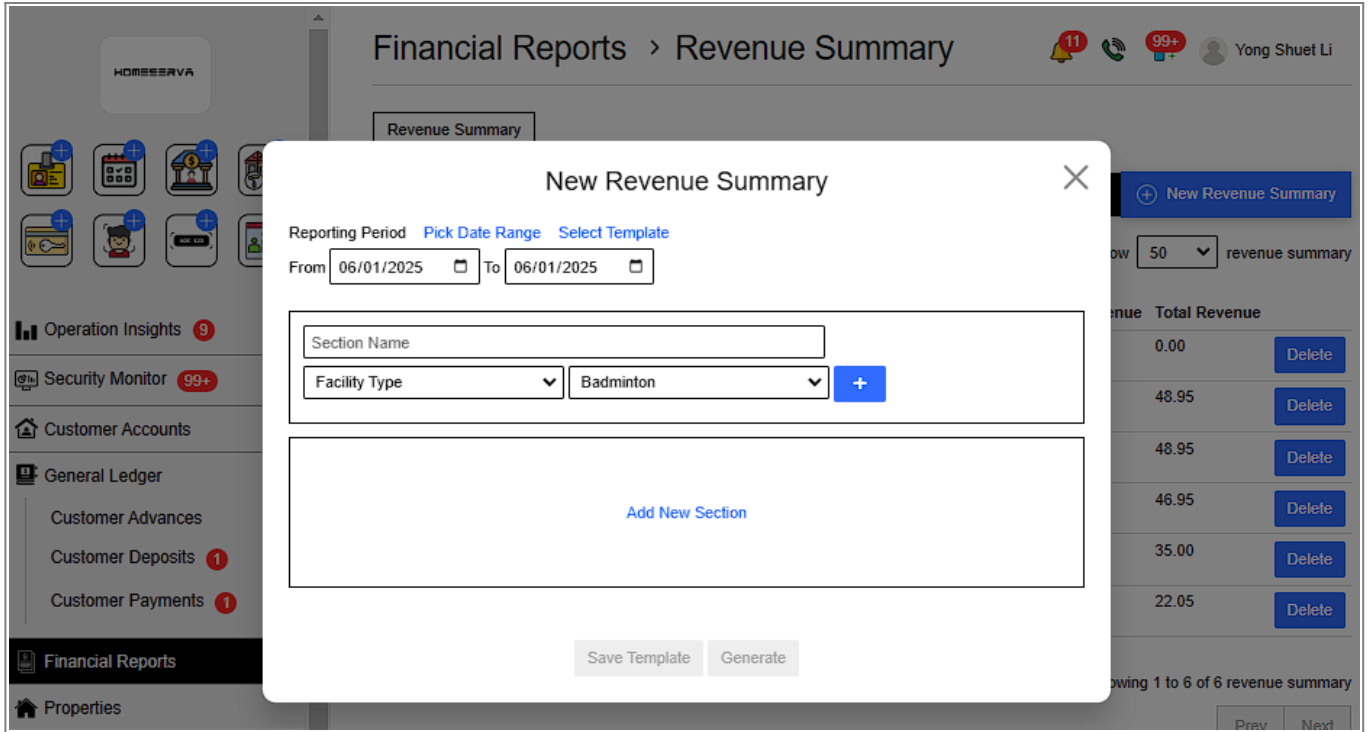 HOMESERVA
Financial Reports > Revenue Summary
11
99+
Yong Shuet Li
Revenue Summary
New Revenue Summary
50
revenue summary
Total Revenue
0.00
Delete
48.95
Delete
48.95
Delete
46.95
Delete
35.00
Delete
22.05
Delete
1 to 6 of 6 revenue summary
Prev
Next
Operation Insights 9
Security Monitor 99+
Customer Accounts
General Ledger
Customer Advances
Customer Deposits 1
Customer Payments 1
Financial Reports
Properties
New Revenue Summary
Reporting Period Pick Date Range Select Template
From 06/01/2025 To 06/01/2025
Section Name
Facility Type Badminton +
Add New Section
Save Template Generate